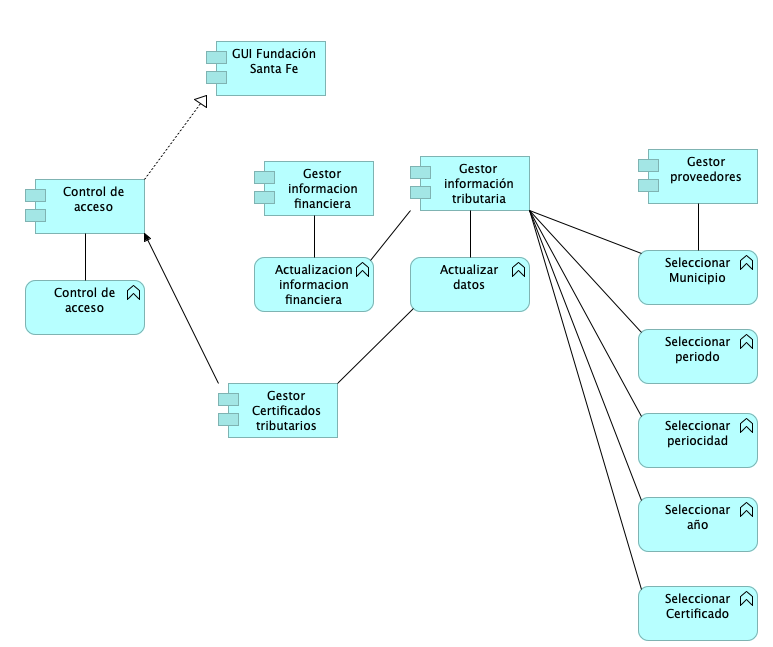 GUI Fundación
Santa Fe
Control de
acceso
Control de
acceso
Gestor
informacion
financiera
Actualizacion
informacion
financiera
Gestor
información
tributaria
Actualizar
datos
Gestor
Certificados
tributarios
Gestor
proveedores
Seleccionar
Municipio
Seleccionar
periodo
Seleccionar
periocidad
Seleccionar
año
Seleccionar
Certificado